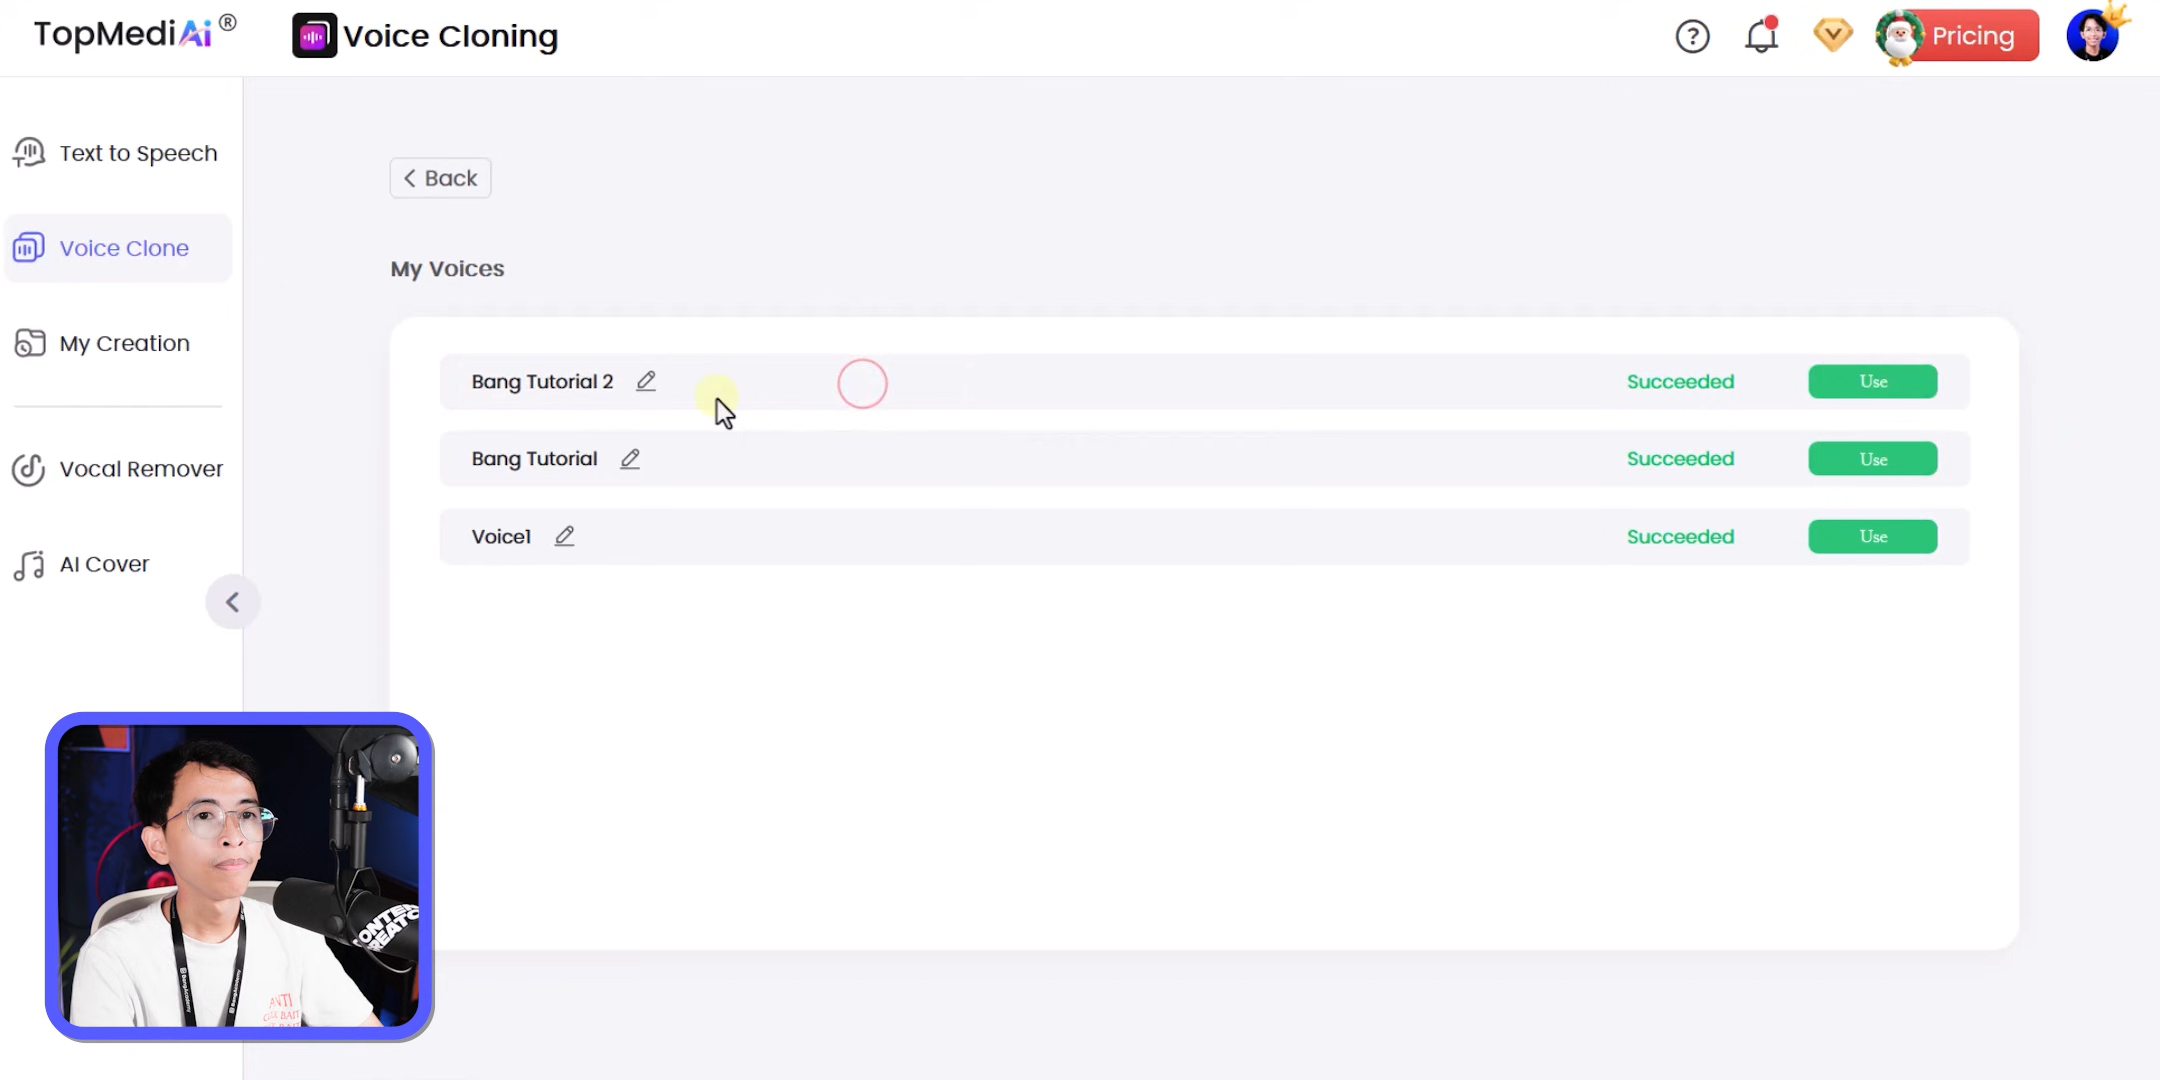 TopMediAi®
Voice Cloning
Pricing
Text to Speech
Voice Clone
My Creation
Vocal Remover
AI Cover
Back
My Voices
Bang Tutorial 2
Succeeded
Use
Bang Tutorial
Succeeded
Use
Voice1
Succeeded
Use
ANTI